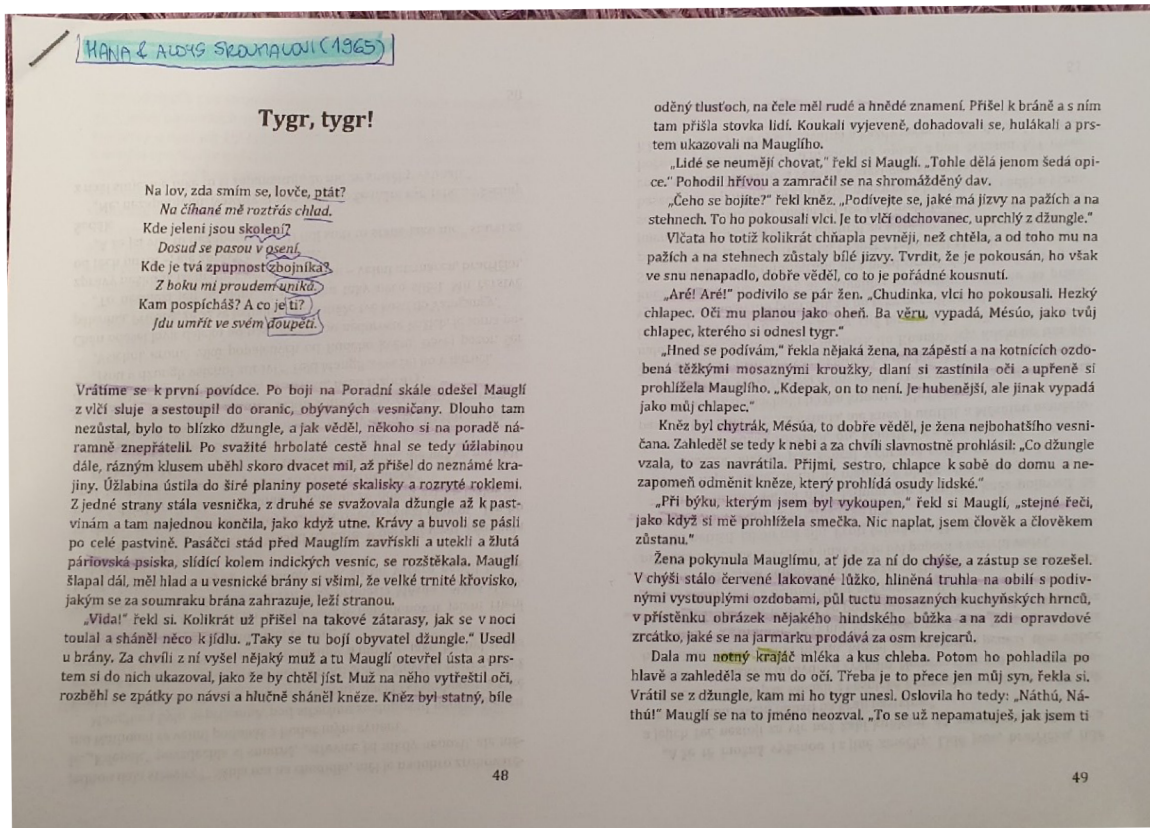 HANA & ALOYS SKOUMALOVI (1965)
Tygr, tygr!
Na lov, zda smím se, lovče, ptát?
Na číhané mě roztřás chlad.
Kde jeleni jsou skolení?
Dosud se pasou v osení.
Kde je tvá zpupnost zbojníka?
Z boku mi proudem uniká.
Kam pospícháš? A co je ti?
Jdu umřít ve svém doupěti.
Vrátíme se k první povídce. Po boji na Poradní skále odešel Mauglí
z vlčí sluje a sestoupil do oranic, obývaných vesničany. Dlouho tam
nezůstal, bylo to blízko džungle, a jak věděl, někoho si na poradě ná-
ramně znepřátelil. Po svažité hrbolaté cestě hnal se tedy úžlabinou
dále, rázným klusem uběhl skoro dvacet mil, až přišel do neznámé kra-
jiny. Úžlabina ústila do širé planiny poseté skalisky a rozryté roklemi.
Z jedné strany stála vesnička, z druhé se svažovala džungle až k past-
vinám a tam najednou končila, jako když utne. Krávy a buvoli se pásli
po celé pastvině. Pasáčci stád před Mauglím zavřískli a utekli a žlutá
páriovská psiska, slídící kolem indických vesnic, se rozštěkala. Mauglí
šlapal dál, měl hlad a u vesnické brány si všiml, že velké trnité křovisko,
jakým se za soumraku brána zahrazuje, leží stranou.
„Vida!“ řekl si. Kolikrát už přišel na takové zátarasy, jak se v noci
toulal a sháněl něco k jídlu. „Taky se tu bojí obyvatel džungle.“ Usedl
u brány. Za chvíli z ní vyšel nějaký muž a tu Mauglí otevřel ústa a prs-
tem si do nich ukazoval, jako že by chtěl jíst. Muž na něho vytřeštil oči,
rozběhl se zpátky po návsi a hlučně sháněl kněze. Kněz byl statný, bíle
48
oděný tlusťoch, na čele měl rudé a hnědé znamení. Přišel k bráně a s ním
tam přišla stovka lidí. Koukali vyjeveně, dohadovali se, hulákali a prs-
tem ukazovali na Mauglího.
„Lidé se neumějí chovat,“ řekl si Mauglí. „Tohle dělá jenom šedá opi-
ce.“ Pohodil hřívou a zamračil se na shromážděný dav.
„Čeho se bojíte?“ řekl kněz. „Podívejte se, jaké má jízvy na pažích a na
stehnech. To ho pokousali vlci. Je to vlčí odchovanec, uprchlý z džungle.“
Vlčata ho totiž kolikrát chňapla pevněji, než chtěla, a od toho mu na
pažích a na stehnech zůstaly bílé jizvy. Tvrdit, že je pokousán, ho však
ve snu nenapadlo, dobře věděl, co to je pořádné kousnutí.
„Aré! Aré!“ podivilo se pár žen. „Chudinka, vlci ho pokousali. Hezký
chlapec. Oči mu planou jako oheň. Ba věru, vypadá, Mésúo, jako tvůj
chlapec, kterého si odnesl tygr.“
„Hned se podívám,“ řekla nějaká žena, na zápěstí a na kotnících ozdo-
bená těžkými mosaznými kroužky, dlaní si zastínila oči a upřeně si
prohlížela Mauglího. „Kdepak, on to není. Je hubenější, ale jinak vypadá
jako můj chlapec.“
Kněz byl chytrák, Mésúa, to dobře věděl, je žena nejbohatšího vesni-
čana. Zahleděl se tedy k nebi a za chvíli slavnostně prohlásil: „Co džungle
vzala, to zas navrátila. Přijmi, sestro, chlapce k sobě do domu a ne-
zapomeň odměnit kněze, který prohlídá osudy lidské.“
„Při býku, kterým jsem byl vykoupen,“ řekl si Mauglí, „stejné řeči,
jako když si mě prohlížela smečka. Nic naplat, jsem člověk a člověkem
zůstanu.“
Žena pokynula Mauglímu, ať jde za ní do chýše, a zástup se rozešel.
V chýši stálo červené lakované lůžko, hliněná truhla na obilí s podiv-
nými vystouplými ozdobami, půl tuctu mosazných kuchyňských hrnců,
v přístěnku obrázek nějakého hindského bůžka a na zdi opravdové
zrcátko, jaké se na jarmarku prodává za osm krejcarů.
Dala mu notný krajáč mléka a kus chleba. Potom ho pohladila po
hlavě a zahleděla se mu do očí. Třeba je to přece jen můj syn, řekla si.
Vrátil se z džungle, kam mi ho tygr unesl. Oslovila ho tedy: „Náthú, Ná-
thú!“ Mauglí se na to jméno neozval. „To se už nepamatuješ, jak jsem ti
49